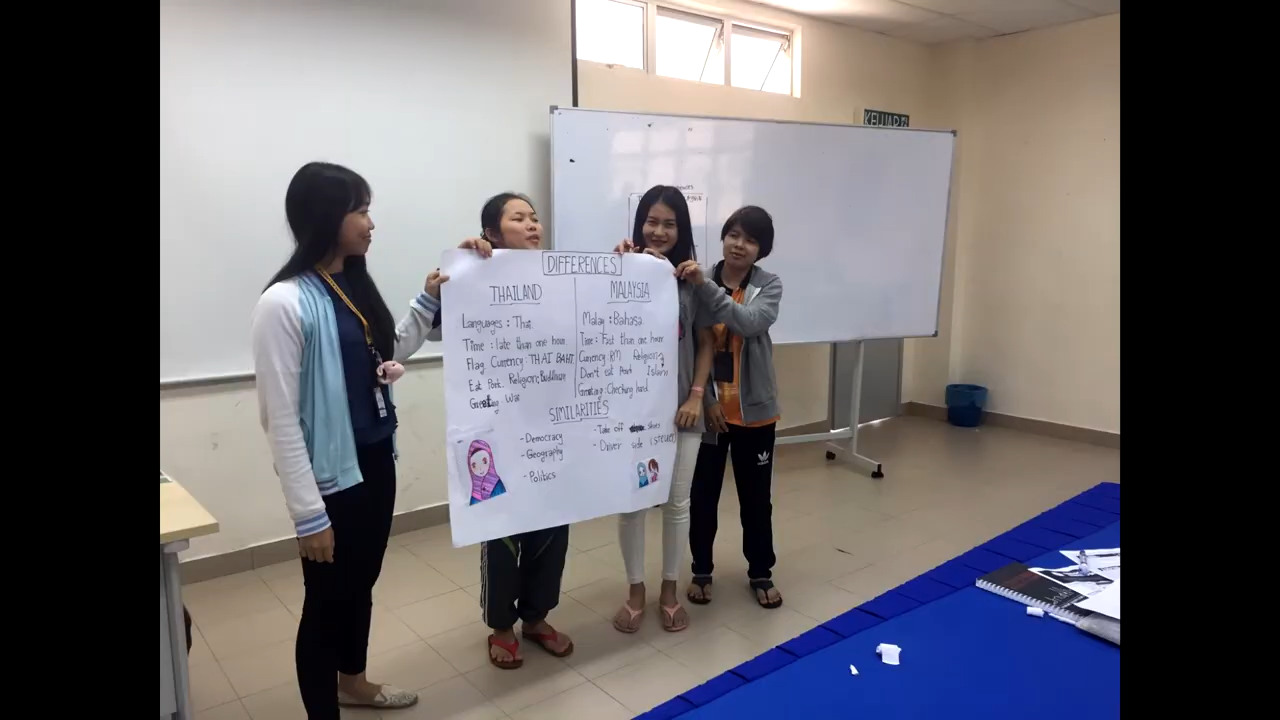 KELUAR
DIFFERENCES
THAILAND
Languages : Thai.
Time : late than one hour
Flag. Currency : THAI BAHT
Eat Pork. Religion: Buddhism
Greeting Wai
MALAYSIA
Malay : Bahasa.
Time : Fast than one hour
Currency: RM Religion:
Don't eat Pork Islam
Greeting : Checking hand
SIMILARITIES
- Democracy
- Geography
- Politics
- Take off shoes
- Driver side (steuer)
adidas